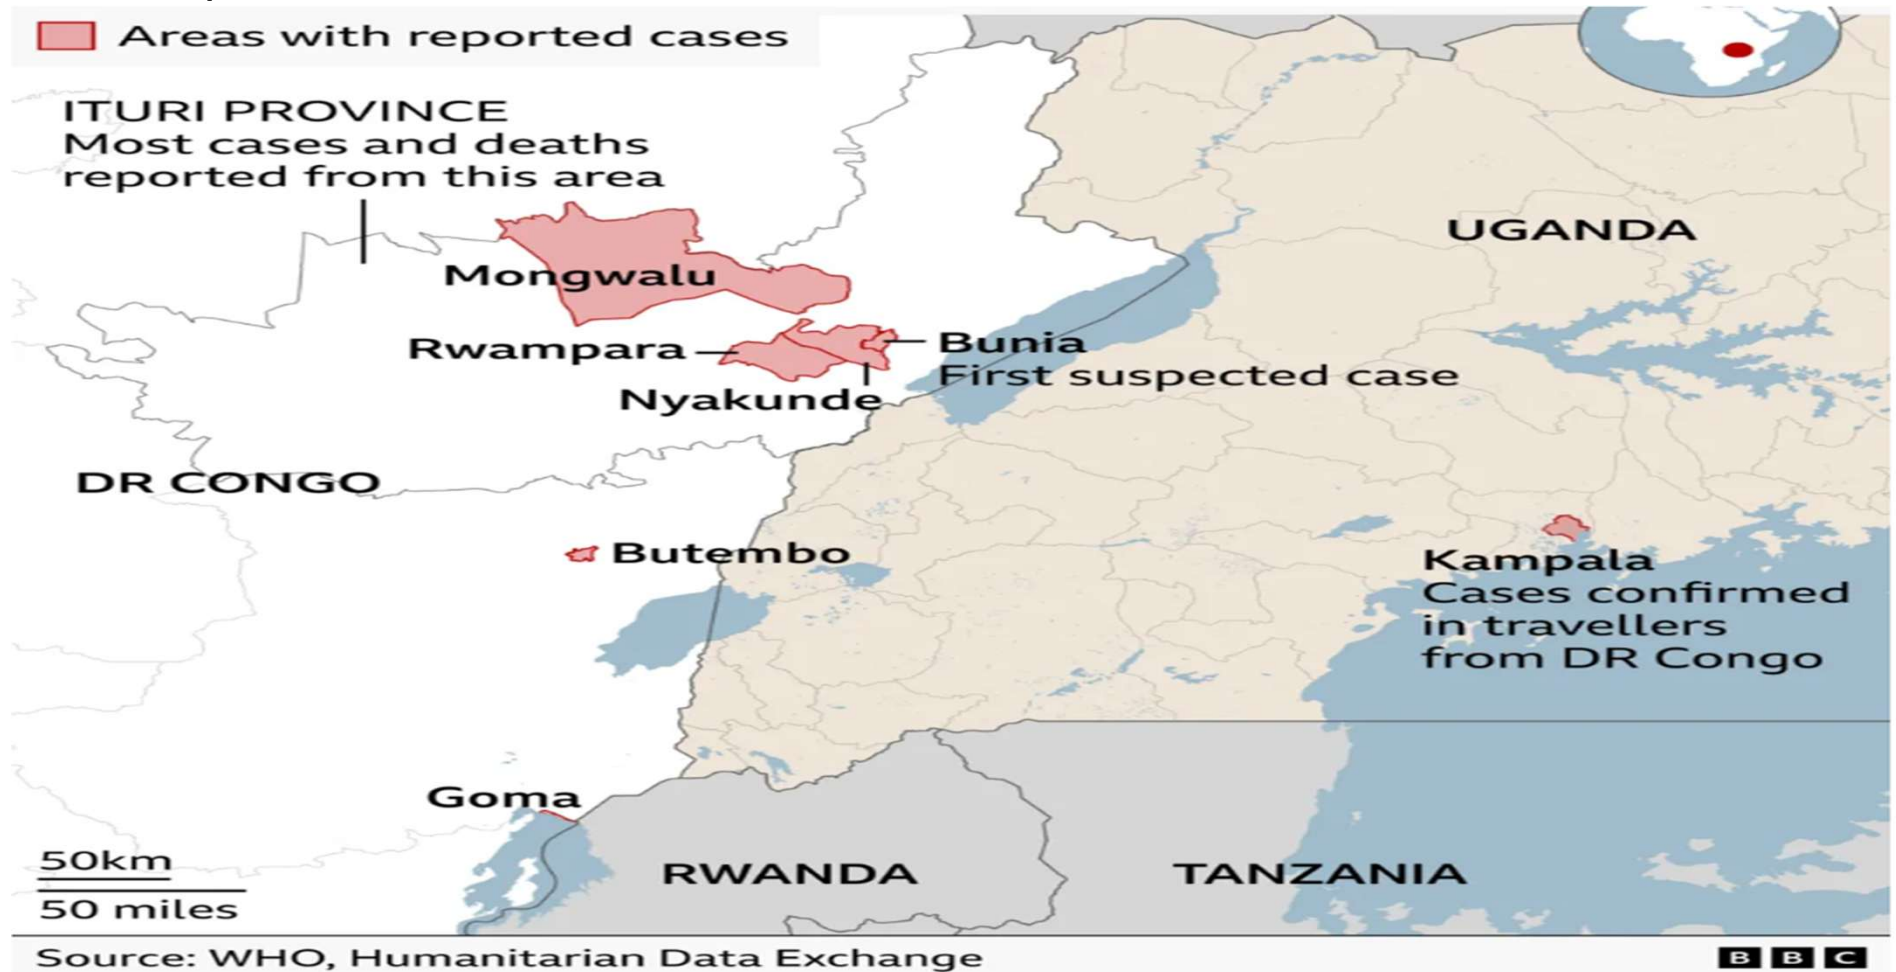 Areas with reported cases
ITURI PROVINCE
Most cases and deaths
reported from this area
UGANDA
Mongwalu
Rwampara
Bunia
First suspected case
Nyakunde
DR CONGO
Butembo
Kampala
Cases confirmed
in travellers
from DR Congo
Goma
50km
50 miles
RWANDA
TANZANIA
Source: WHO, Humanitarian Data Exchange
BBC